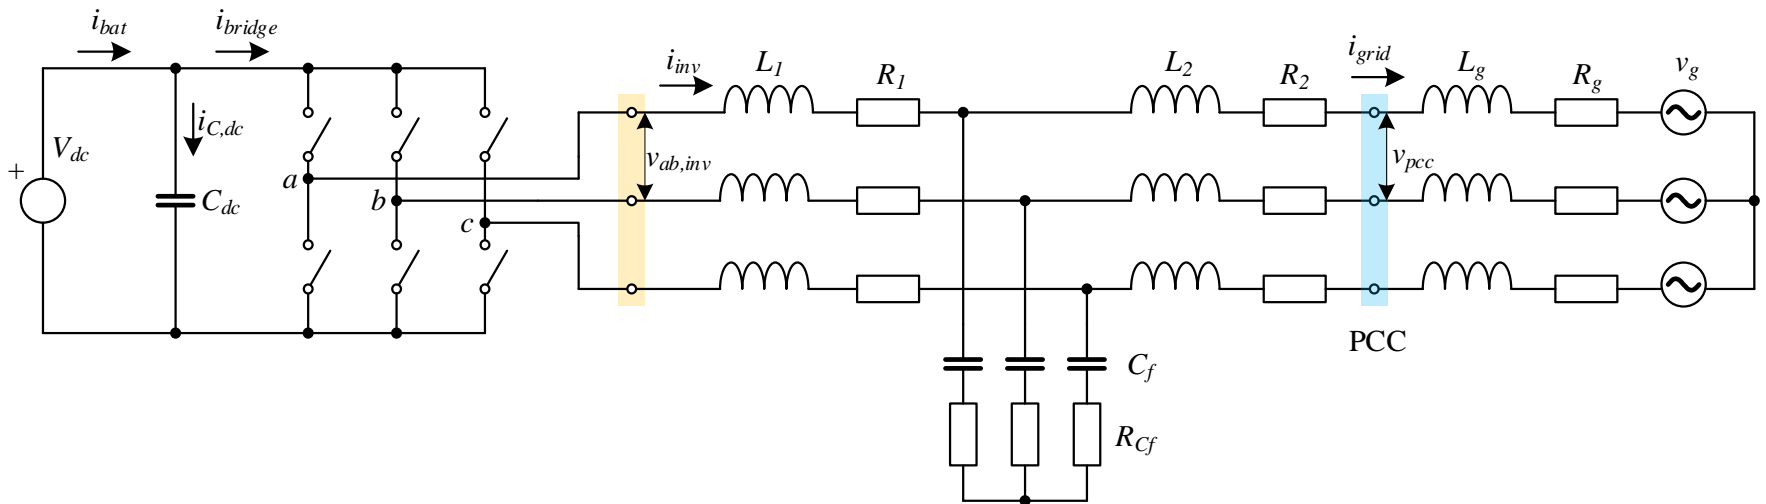 i_bat
i_bridge
i_inv
L_1
R_1
L_2
R_2
i_grid
L_g
R_g
v_g
i_C,dc
V_dc
+
v_ab,inv
v_pcc
a
C_dc
b
c
PCC
C_f
R_Cf